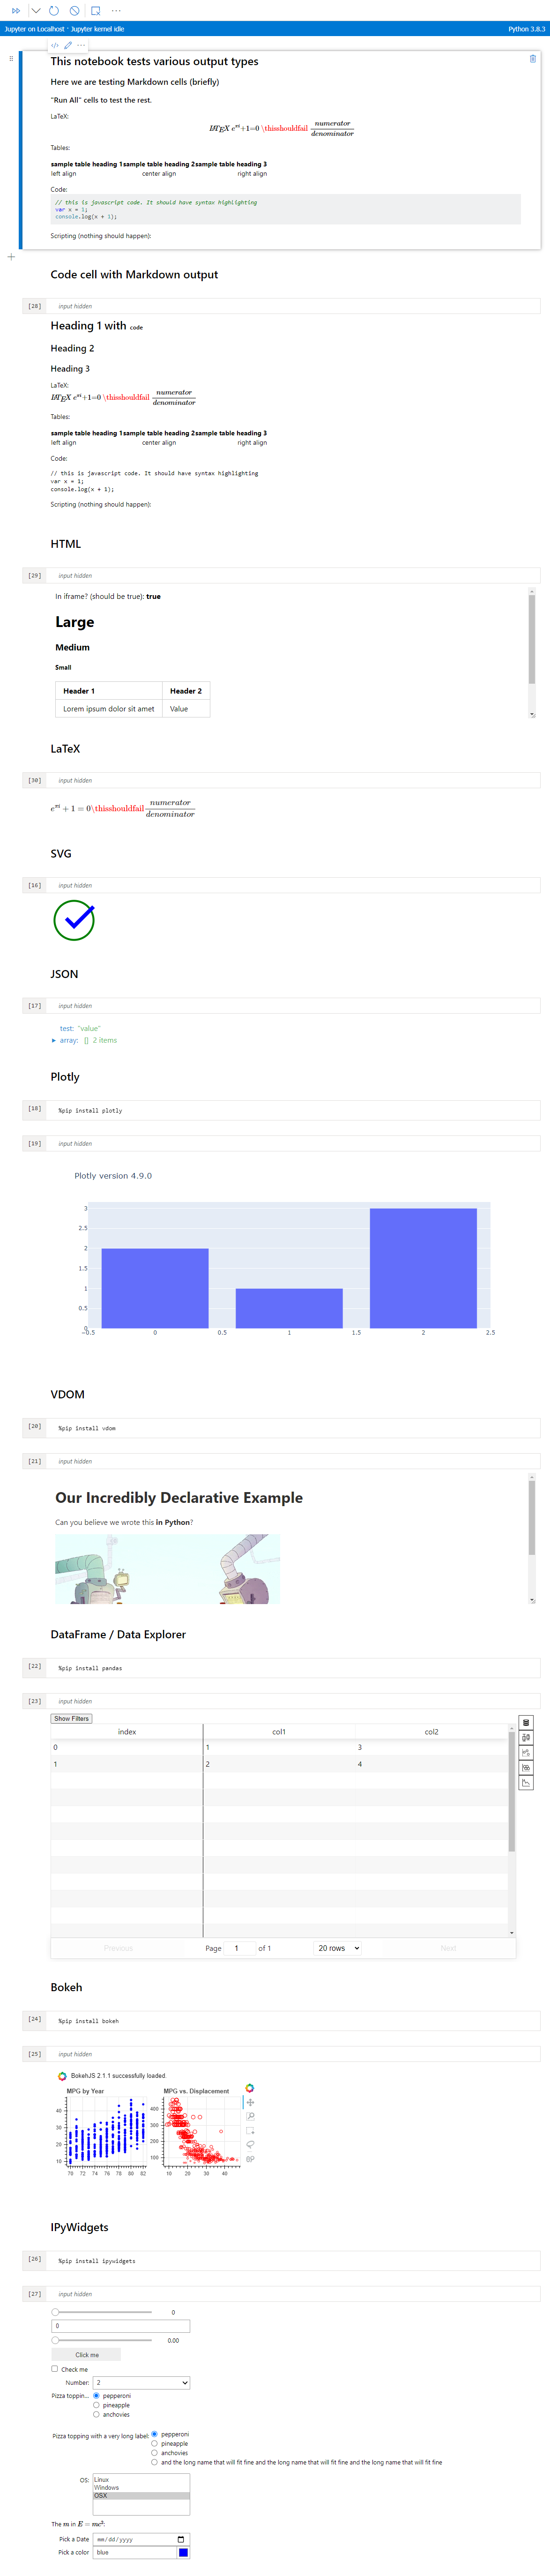 Jupyter on Localhost - Jupyter kernel idle
Python 3.8.3
This notebook tests various output types
Here we are testing Markdown cells (briefly)
"Run All" cells to test the rest.
LaTeX:
LATEX e^{πi}+1=0 \thisshouldfail numerator/denominator
Tables:
sample table heading 1 sample table heading 2 sample table heading 3
left align center align right align
Code:
// this is javascript code. It should have syntax highlighting
var x = 1;
console.log(x + 1);
Scripting (nothing should happen):
Code cell with Markdown output
[28] input hidden
Heading 1 with code
Heading 2
Heading 3
LaTeX:
LATEX e^{πi}+1=0 \thisshouldfail numerator/denominator
Tables:
sample table heading 1 sample table heading 2 sample table heading 3
left align center align right align
Code:
// this is javascript code. It should have syntax highlighting
var x = 1;
console.log(x + 1);
Scripting (nothing should happen):
HTML
[29] input hidden
In iframe? (should be true): true
Large
Medium
Small
Header 1 Header 2
Lorem ipsum dolor sit amet Value
LaTeX
[30] input hidden
e^{πi} + 1 = 0\thisshouldfail numerator/denominator
SVG
[16] input hidden
JSON
[17] input hidden
test: "value"
array: [] 2 items
Plotly
[18] %pip install plotly
[19] input hidden
Plotly version 4.9.0
3
2.5
2
1.5
1
0.5
0
−0.5 0 0.5 1 1.5 2 2.5
VDOM
[20] %pip install vdom
[21] input hidden
Our Incredibly Declarative Example
Can you believe we wrote this in Python?
DataFrame / Data Explorer
[22] %pip install pandas
[23] input hidden
Show Filters
index col1 col2
0 1 3
1 2 4
Previous Page 1 of 1 20 rows Next
Bokeh
[24] %pip install bokeh
[25] input hidden
BokehJS 2.1.1 successfully loaded.
MPG by Year MPG vs. Displacement
40
30
20
10
70 72 74 76 78 80 82
400
300
200
100
10 20 30 40
IPyWidgets
[26] %pip install ipywidgets
[27] input hidden
0
0
0.00
Click me
Check me
Number: 2
Pizza toppin... pepperoni
pineapple
anchovies
Pizza topping with a very long label: pepperoni
pineapple
anchovies
and the long name that will fit fine and the long name that will fit fine and the long name that will fit fine
OS: Linux
Windows
OSX
The m in E = mc²:
Pick a Date mm/dd/yyyy
Pick a color blue